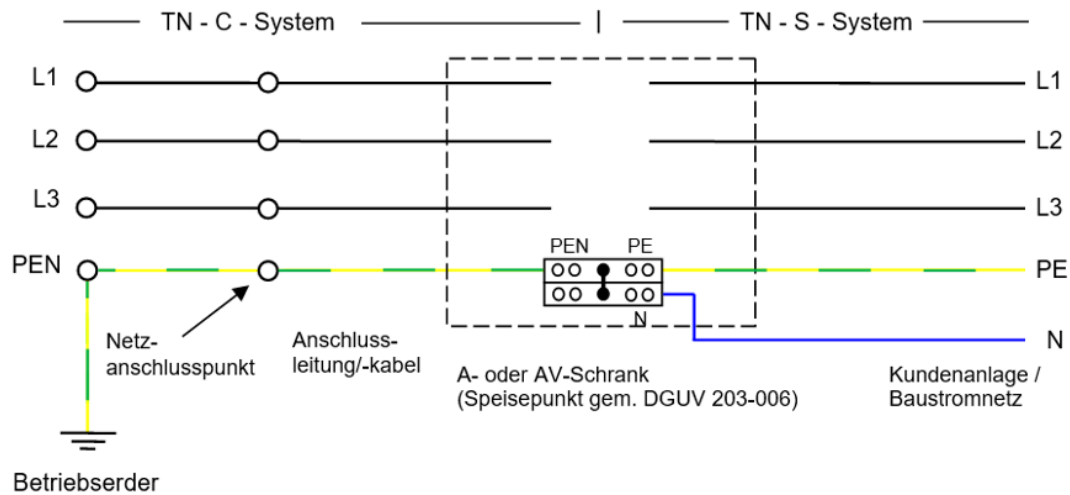 TN - C - System | TN - S - System
L1 L1
L2 L2
L3 L3
PEN PE
PEN PE
N
N
Netz-
anschlusspunkt
Anschluss-
leitung/-kabel
A- oder AV-Schrank
(Speisepunkt gem. DGUV 203-006)
Kundenanlage /
Baustromnetz
Betriebserder